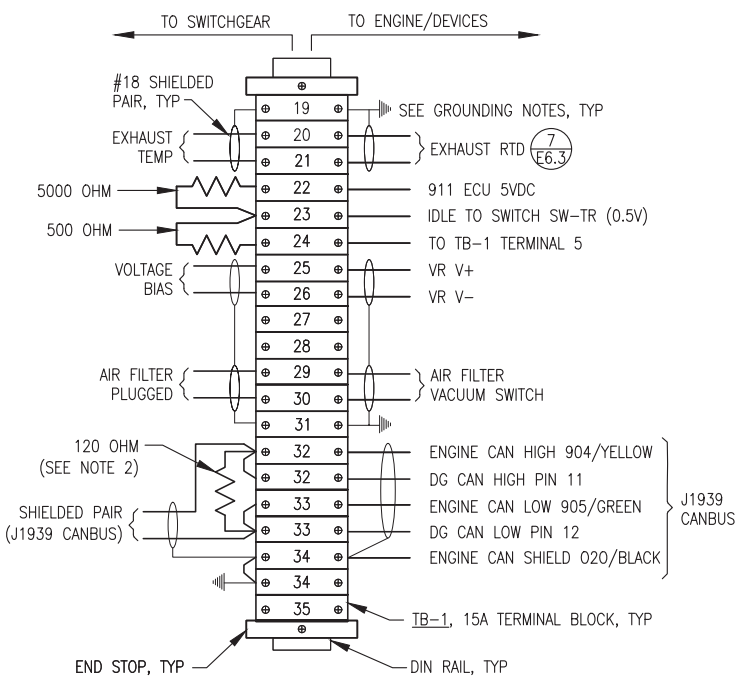 TO SWITCHGEAR
TO ENGINE/DEVICES
#18 SHIELDED
PAIR, TYP
19
SEE GROUNDING NOTES, TYP
EXHAUST
TEMP
20
21
EXHAUST RTD
7
E6.3
5000 OHM
22
911 ECU 5VDC
23
IDLE TO SWITCH SW-TR (0.5V)
500 OHM
24
TO TB-1 TERMINAL 5
VOLTAGE
BIAS
25
VR V+
26
VR V-
27
28
AIR FILTER
PLUGGED
29
30
AIR FILTER
VACUUM SWITCH
31
120 OHM
(SEE NOTE 2)
32
ENGINE CAN HIGH 904/YELLOW
32
DG CAN HIGH PIN 11
SHIELDED PAIR
(J1939 CANBUS)
33
ENGINE CAN LOW 905/GREEN
33
DG CAN LOW PIN 12
34
ENGINE CAN SHIELD 020/BLACK
J1939
CANBUS
34
35
TB-1, 15A TERMINAL BLOCK, TYP
END STOP, TYP
DIN RAIL, TYP